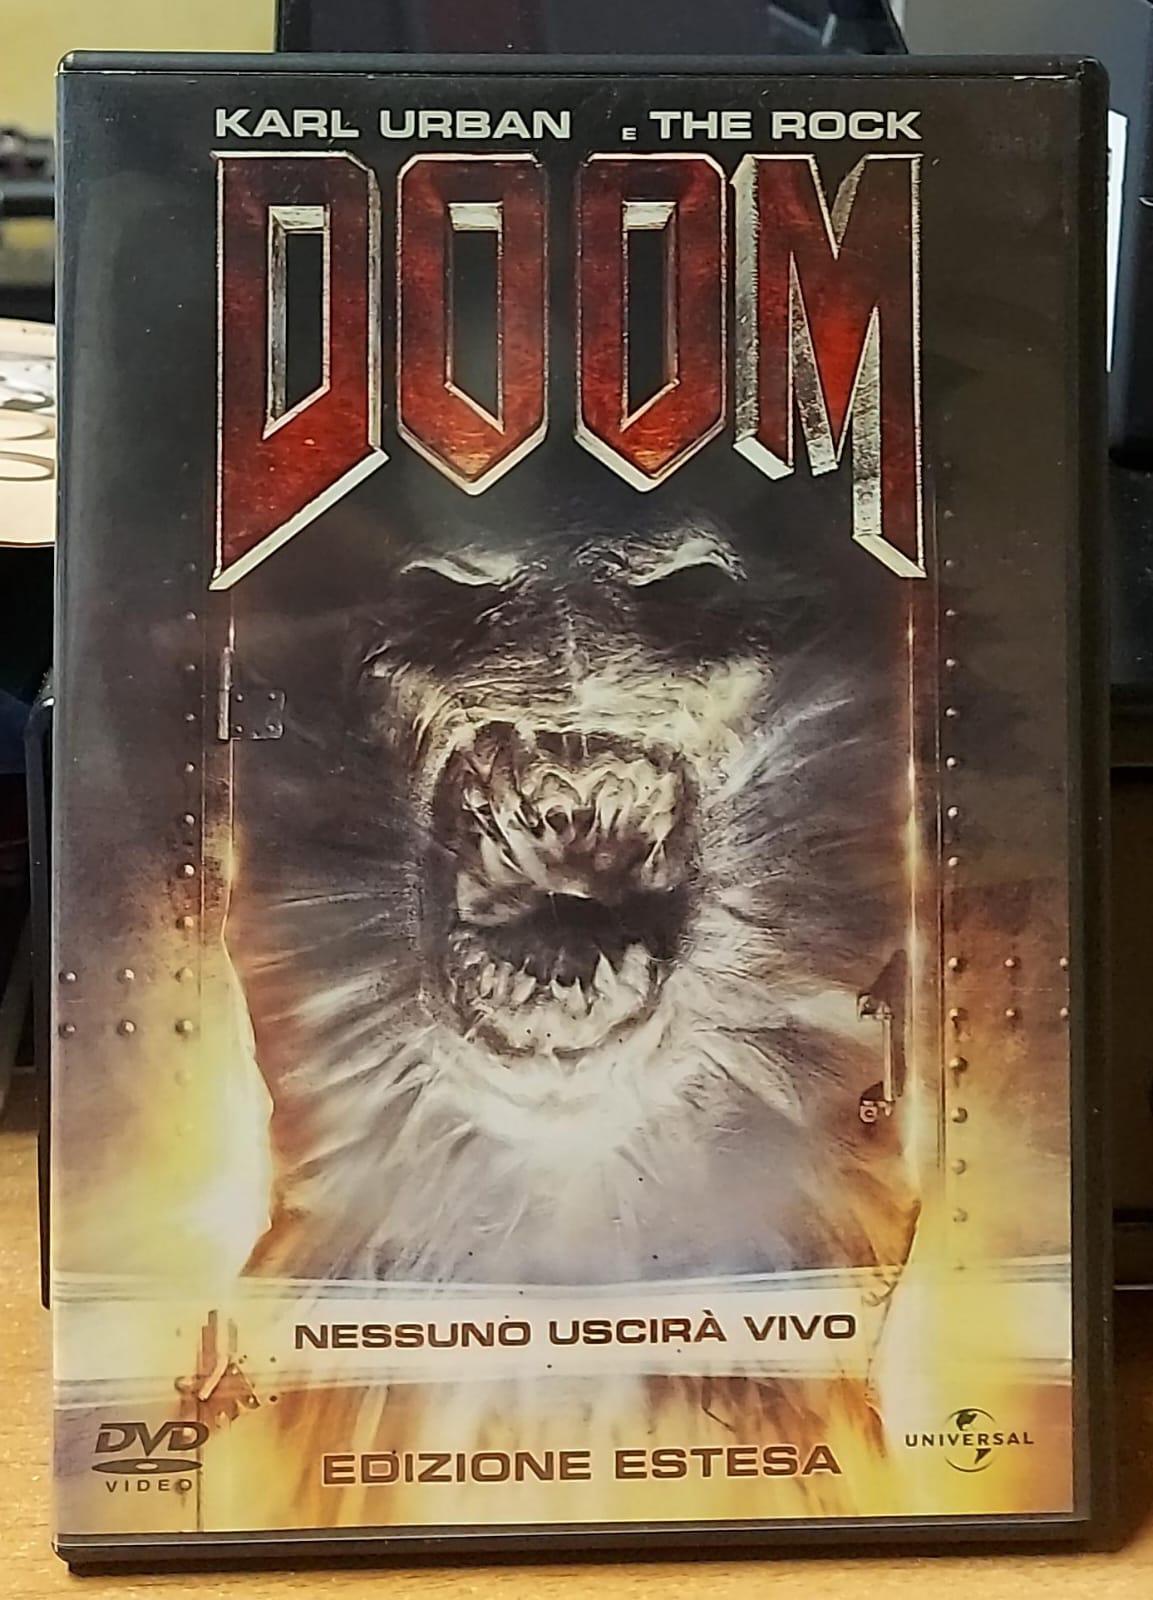 KARL URBAN E THE ROCK
DOOM
NESSUNO USCIRÀ VIVO
DVD
VIDEO
EDIZIONE ESTESA
UNIVERSAL